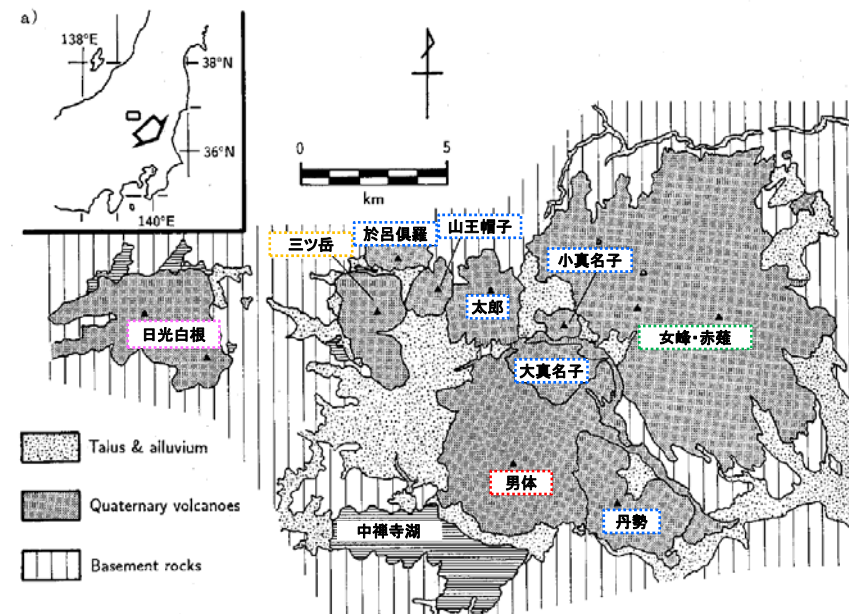 a)
138°E
38°N
36°N
140°E
0 5
km
於呂倶羅
山王帽子
三ツ岳
小真名子
太郎
日光白根
女峰・赤薙
大真名子
男体
丹勢
中禅寺湖
Talus & alluvium
Quaternary volcanoes
Basement rocks